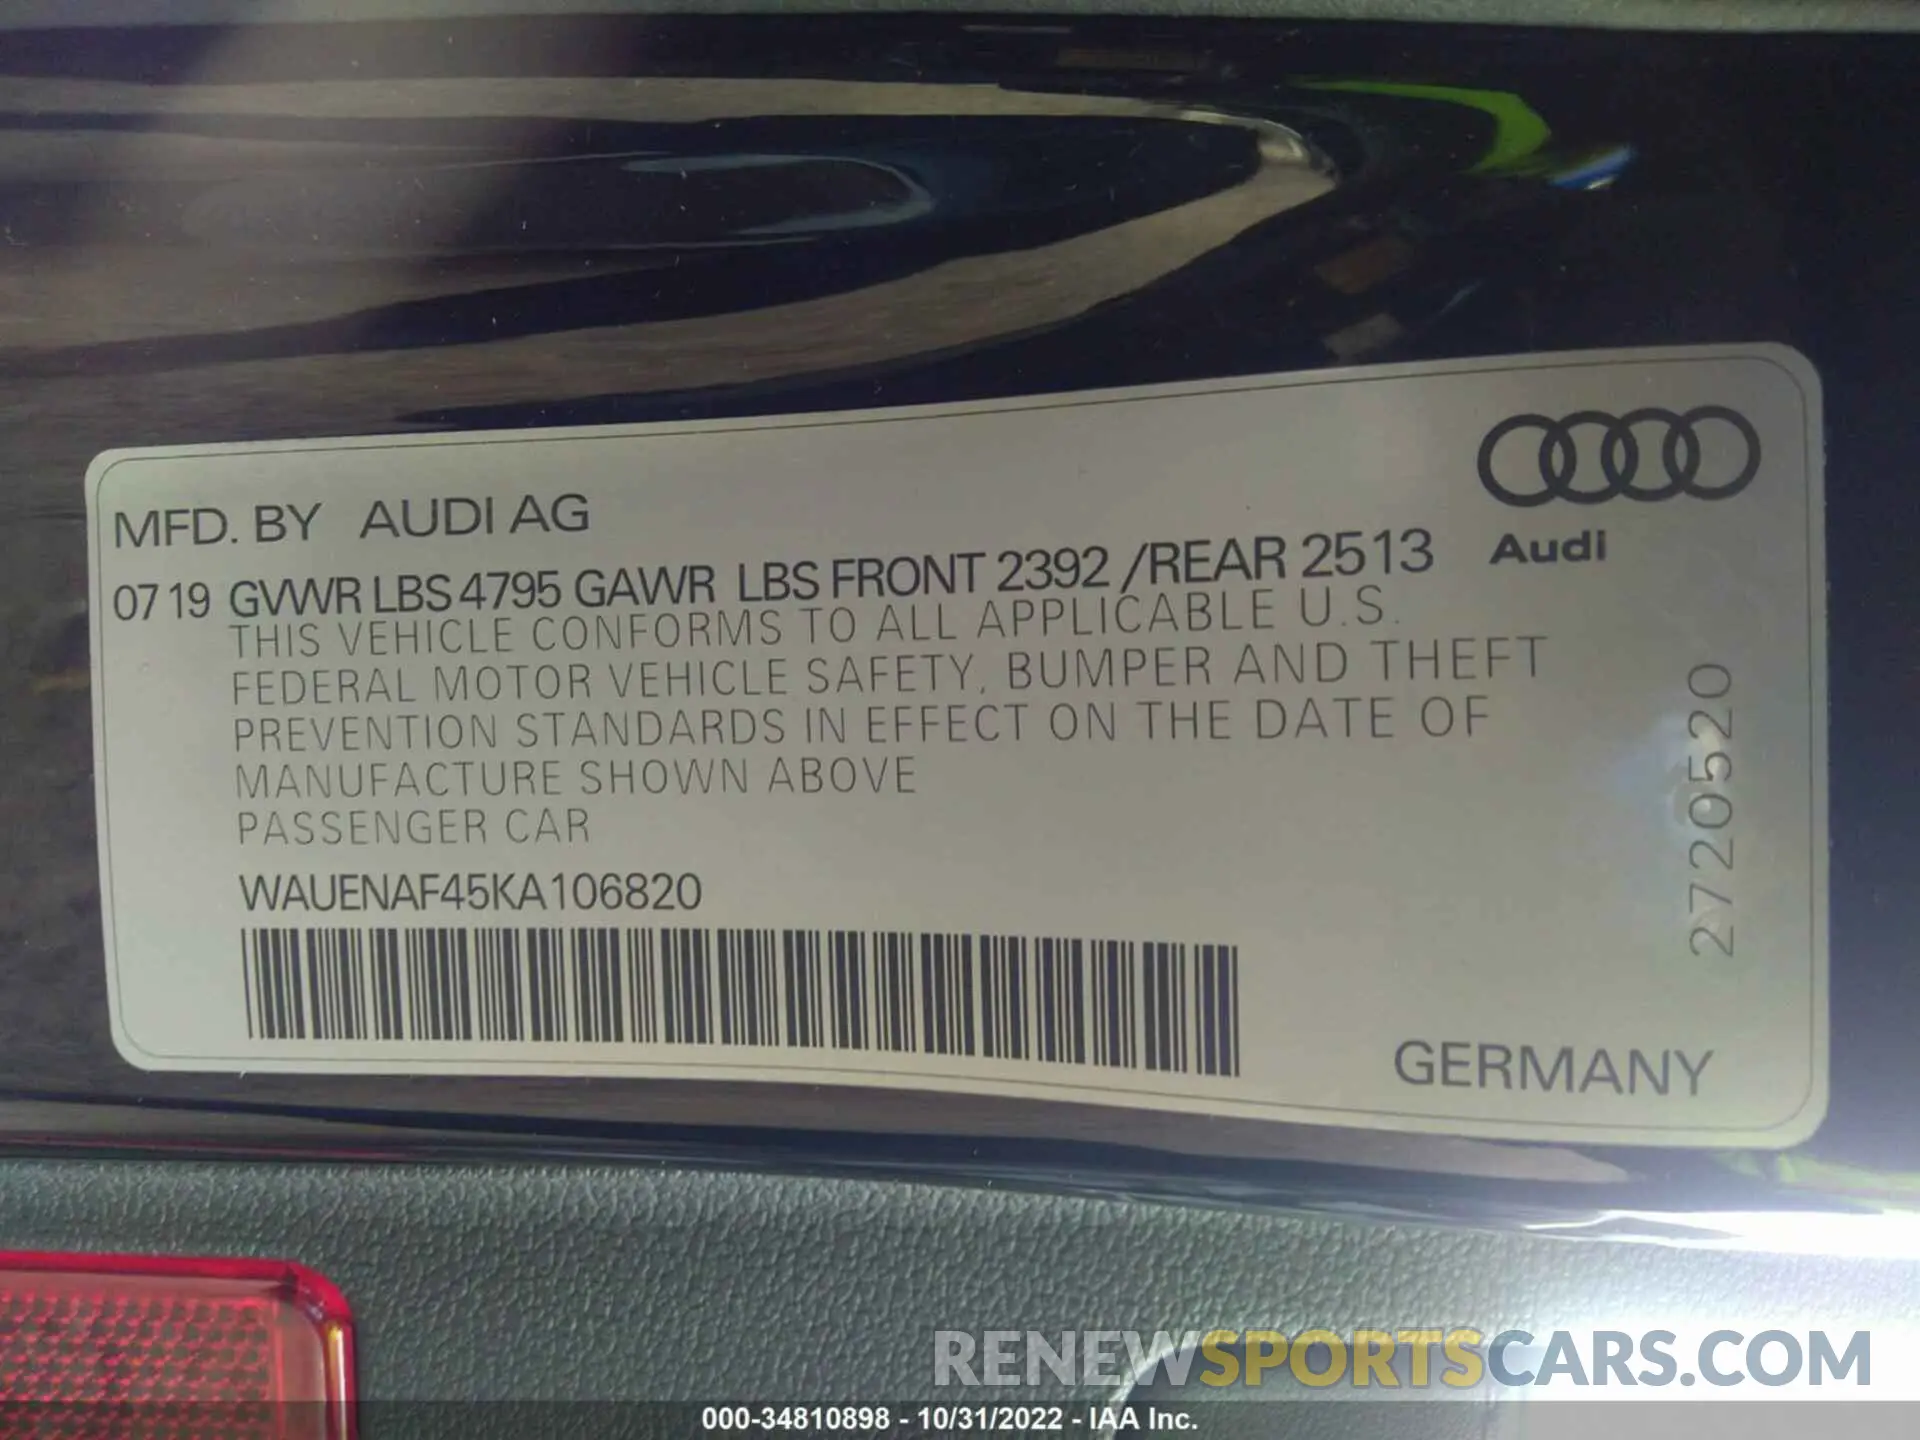 MFD. BY AUDI AG
Audi
07 19 GVWR LBS 4795 GAWR LBS FRONT 2392 /REAR 2513
THIS VEHICLE CONFORMS TO ALL APPLICABLE U.S.
FEDERAL MOTOR VEHICLE SAFETY, BUMPER AND THEFT
PREVENTION STANDARDS IN EFFECT ON THE DATE OF
MANUFACTURE SHOWN ABOVE
PASSENGER CAR
WAUENAF45KA106820
2720520
GERMANY
RENEWSPORTSCARS.COM
000-34810898 - 10/31/2022 - IAA Inc.